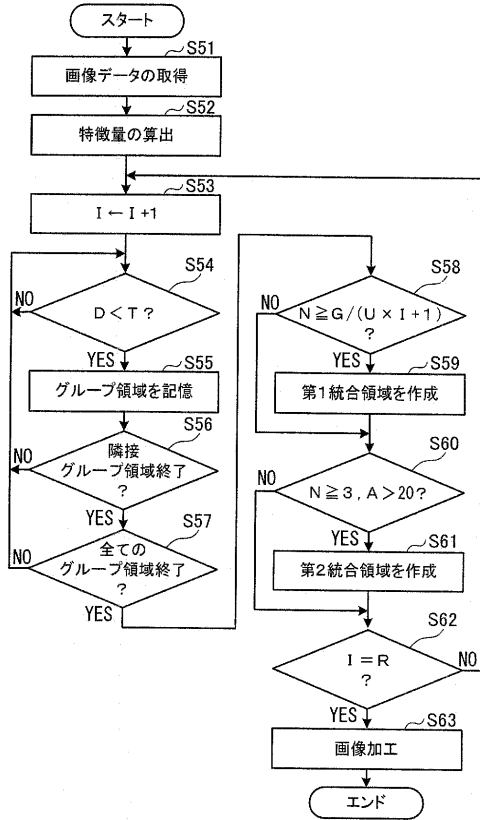 スタート
S51
画像データの取得
S52
特徴量の算出
S53
I ← I +1
S54
NO
D<T?
YES
S55
グループ領域を記憶
S56
NO
隣接
グループ領域終了
?
YES
S57
NO
全ての
グループ領域終了
?
YES
S58
NO
N≧G/(U×I+1)
?
YES
S59
第1統合領域を作成
S60
NO
N≧3,A>20?
YES
S61
第2統合領域を作成
S62
I=R
?
NO
YES
S63
画像加工
エンド